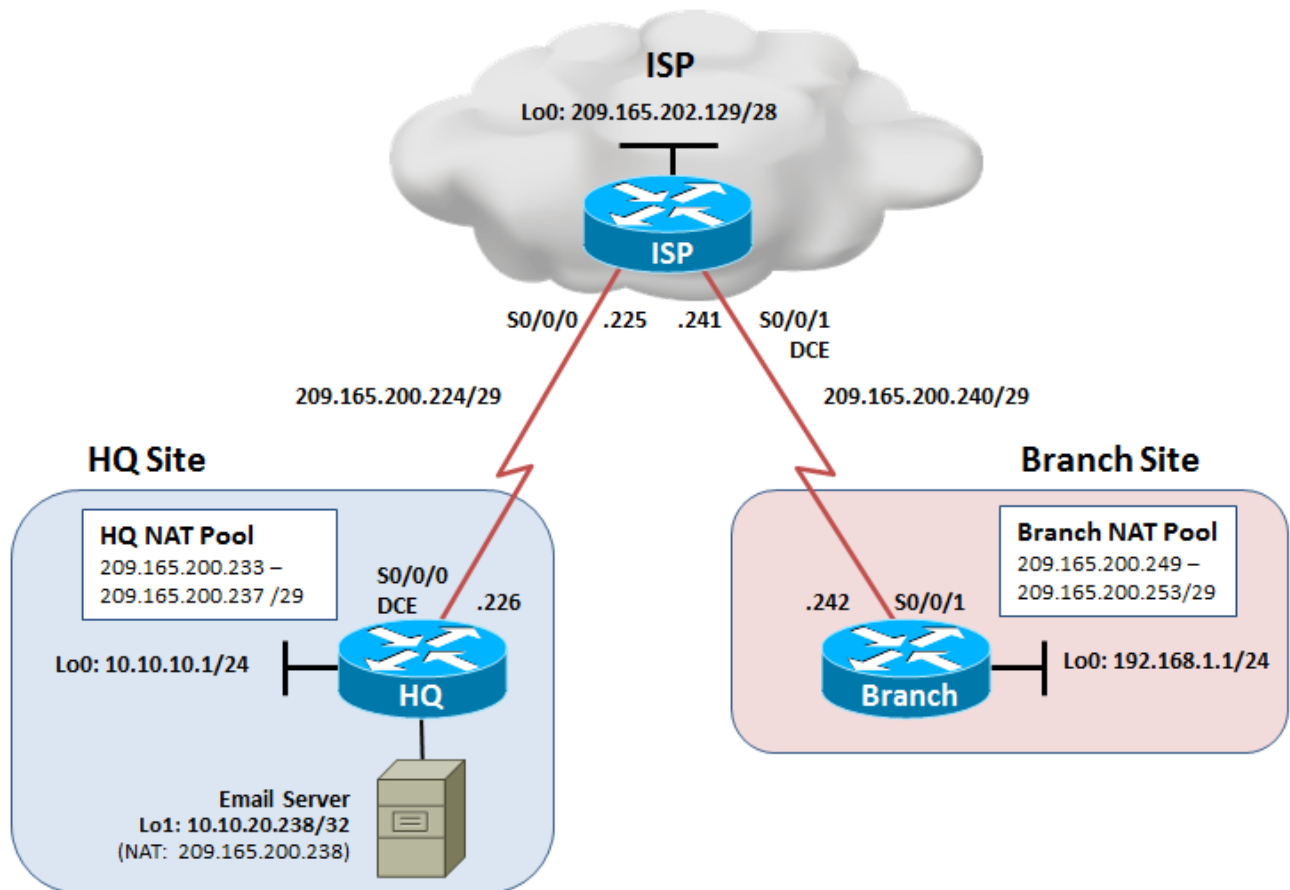 ISP
Lo0: 209.165.202.129/28
ISP
S0/0/0 .225 .241 S0/0/1
DCE
209.165.200.224/29
209.165.200.240/29
HQ Site
HQ NAT Pool
209.165.200.233 –
209.165.200.237 /29
S0/0/0
DCE
.226
Lo0: 10.10.10.1/24
HQ
Email Server
Lo1: 10.10.20.238/32
(NAT: 209.165.200.238)
Branch Site
Branch NAT Pool
209.165.200.249 –
209.165.200.253/29
.242 S0/0/1
Lo0: 192.168.1.1/24
Branch